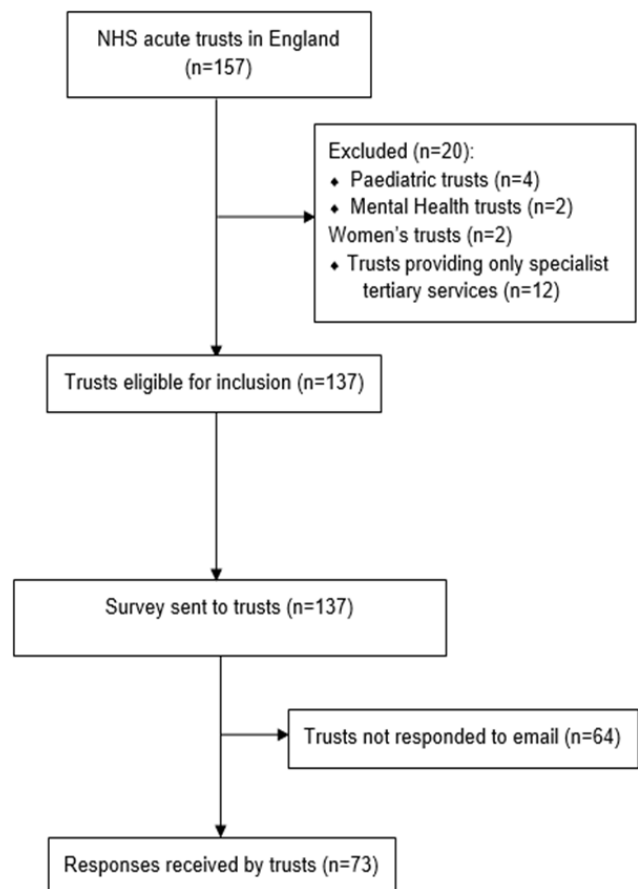 NHS acute trusts in England
(n=157)
Excluded (n=20):
♦ Paediatric trusts (n=4)
♦ Mental Health trusts (n=2)
Women's trusts (n=2)
♦ Trusts providing only specialist
tertiary services (n=12)
Trusts eligible for inclusion (n=137)
Survey sent to trusts (n=137)
Trusts not responded to email (n=64)
Responses received by trusts (n=73)